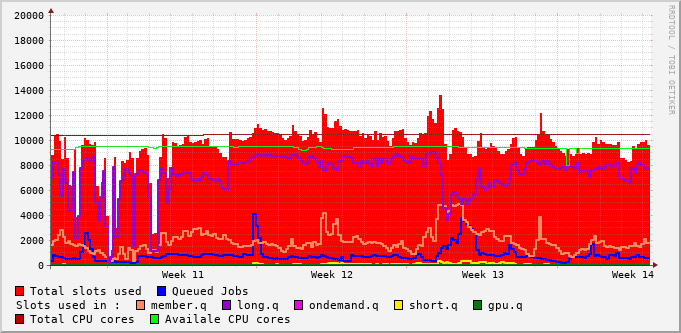 20000
18000
16000
14000
12000
10000
8000
6000
4000
2000
0
Week 11 Week 12 Week 13 Week 14
RRDTOOL / TOBI OETIKER
Total slots used Queued Jobs
Slots used in : member.q long.q ondemand.q short.q gpu.q
Total CPU cores Availale CPU cores